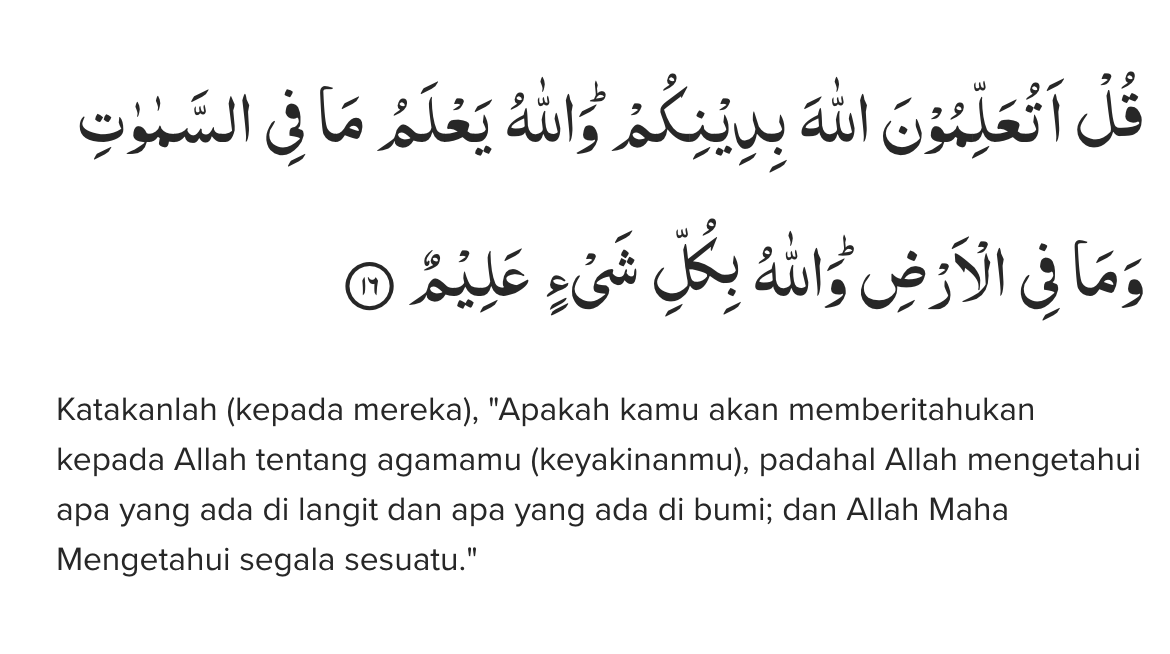 قُلْ اَتُعَلِّمُوْنَ اللّٰهَ بِدِيْنِكُمْ وَاللّٰهُ يَعْلَمُ مَا فِى السَّمٰوٰتِ
وَمَا فِى الْاَرْضِۗ وَاللّٰهُ بِكُلِّ شَيْءٍ عَلِيْمٌ ١٦
Katakanlah (kepada mereka), "Apakah kamu akan memberitahukan
kepada Allah tentang agamamu (keyakinanmu), padahal Allah mengetahui
apa yang ada di langit dan apa yang ada di bumi; dan Allah Maha
Mengetahui segala sesuatu."